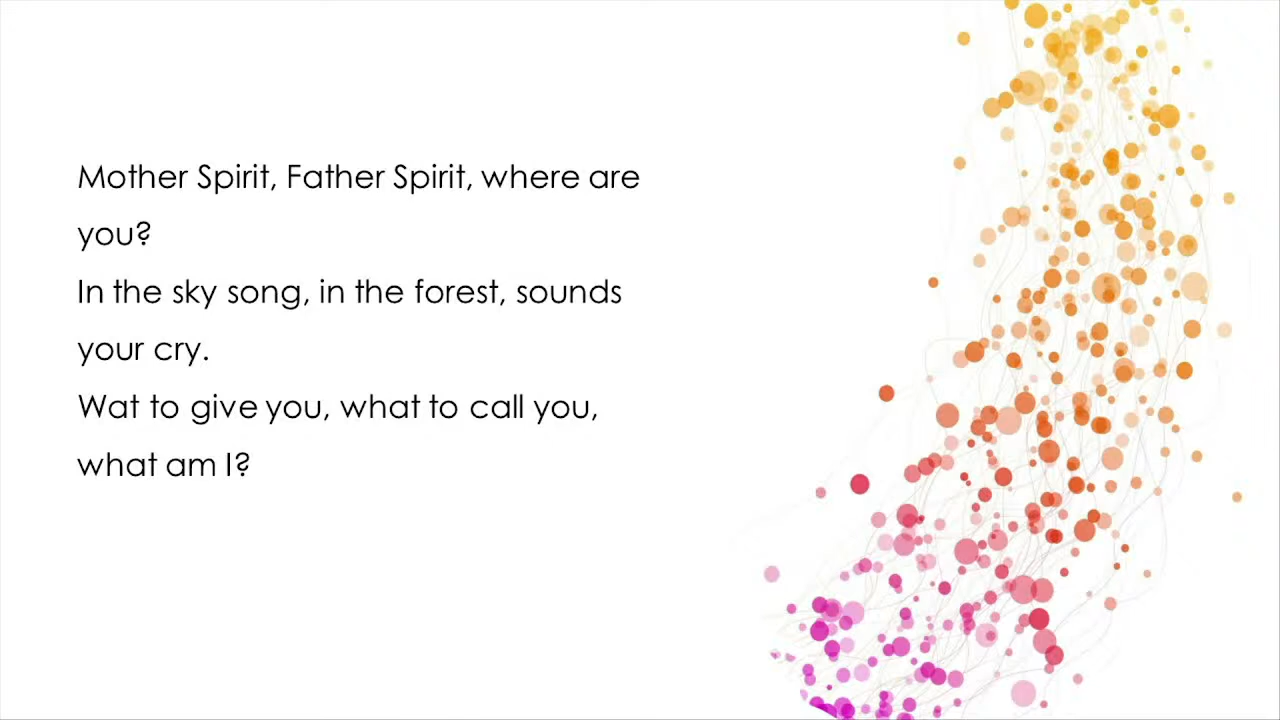 Mother Spirit, Father Spirit, where are
you?
In the sky song, in the forest, sounds
your cry.
Wat to give you, what to call you,
what am I?